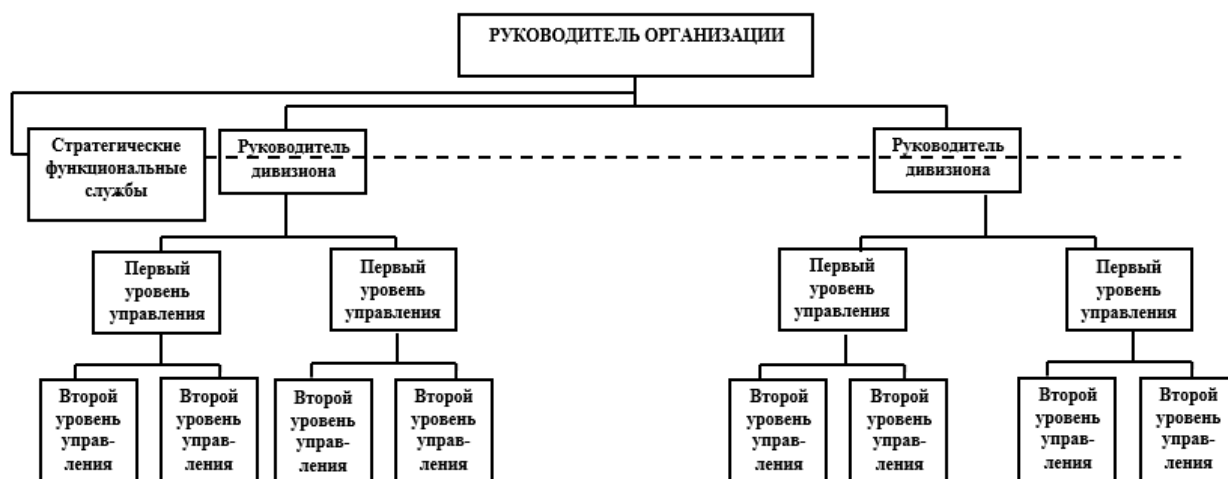 РУКОВОДИТЕЛЬ ОРГАНИЗАЦИИ
Стратегические
функциональные
службы
Руководитель
дивизиона
Руководитель
дивизиона
Первый
уровень
управления
Первый
уровень
управления
Первый
уровень
управления
Первый
уровень
управления
Второй
уровень
управ-
ления
Второй
уровень
управ-
ления
Второй
уровень
управ-
ления
Второй
уровень
управ-
ления
Второй
уровень
управ-
ления
Второй
уровень
управ-
ления
Второй
уровень
управ-
ления
Второй
уровень
управ-
ления